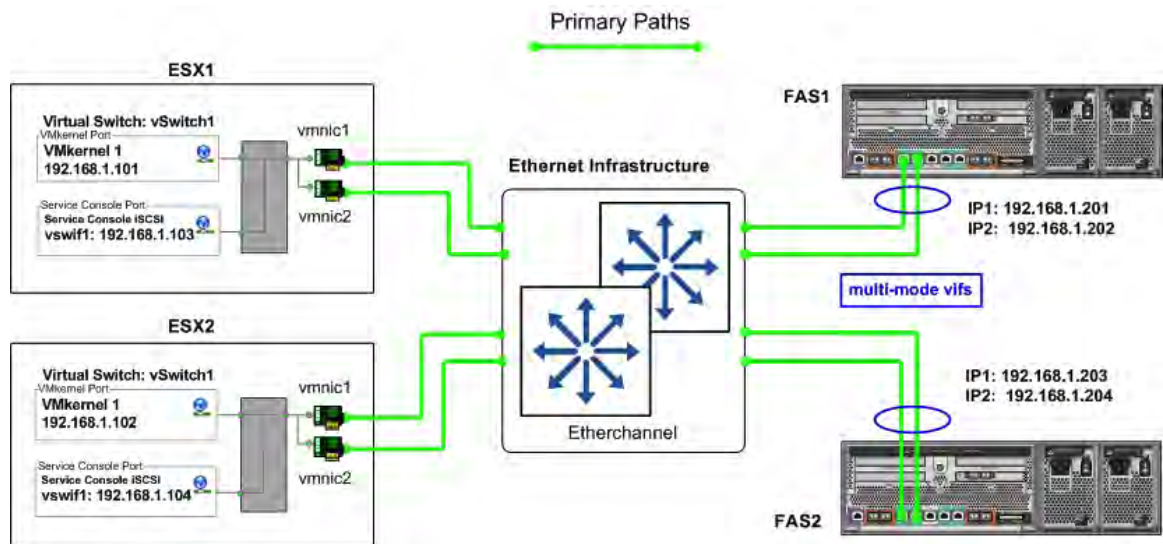 Primary Paths
ESX1
Virtual Switch: vSwitch1
VMkernel Port
VMkernel 1
192.168.1.101
Service Console Port
Service Console iSCSI
vswif1: 192.168.1.103
vmnic1
vmnic2
ESX2
Virtual Switch: vSwitch1
VMkernel Port
VMkernel 1
192.168.1.102
Service Console Port
Service Console iSCSI
vswif1: 192.168.1.104
vmnic1
vmnic2
Ethernet Infrastructure
Etherchannel
FAS1
IP1: 192.168.1.201
IP2: 192.168.1.202
multi-mode vifs
IP1: 192.168.1.203
IP2: 192.168.1.204
FAS2